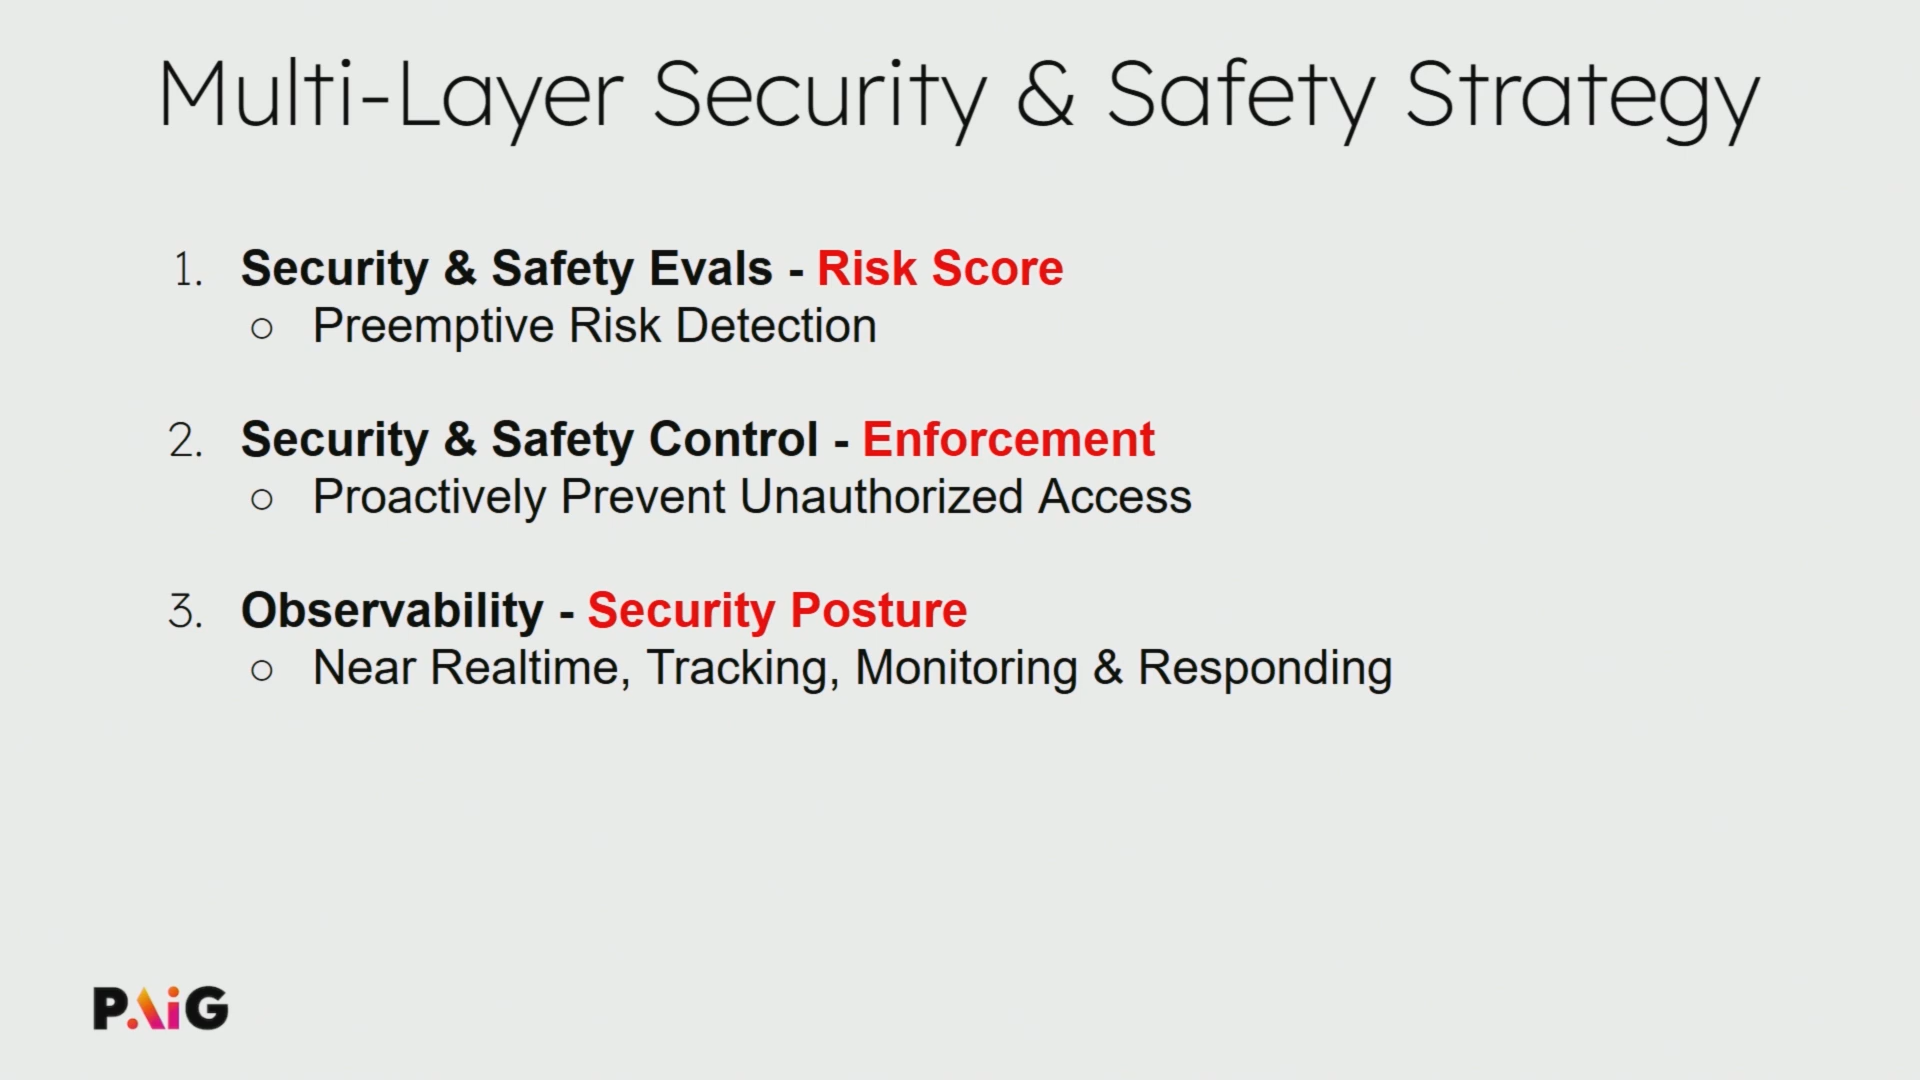 Multi-Layer Security & Safety Strategy
1. Security & Safety Evals - Risk Score
○ Preemptive Risk Detection
2. Security & Safety Control - Enforcement
○ Proactively Prevent Unauthorized Access
3. Observability - Security Posture
○ Near Realtime, Tracking, Monitoring & Responding
PAiG